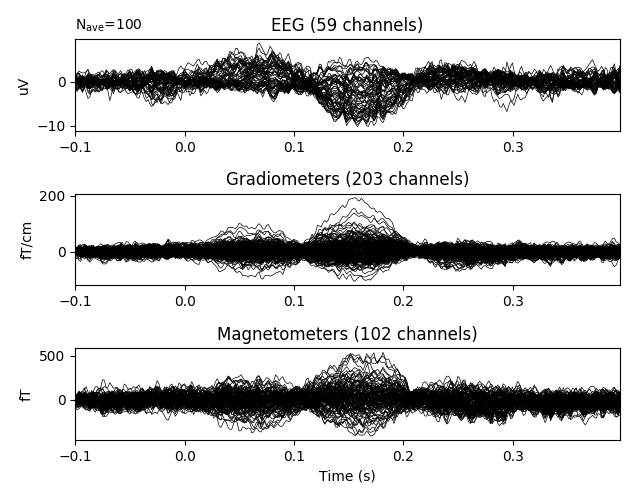 Nave=100
EEG (59 channels)
uV
0
−10
−0.1 0.0 0.1 0.2 0.3
Gradiometers (203 channels)
fT/cm
200
0
−0.1 0.0 0.1 0.2 0.3
Magnetometers (102 channels)
fT
500
0
−0.1 0.0 0.1 0.2 0.3
Time (s)